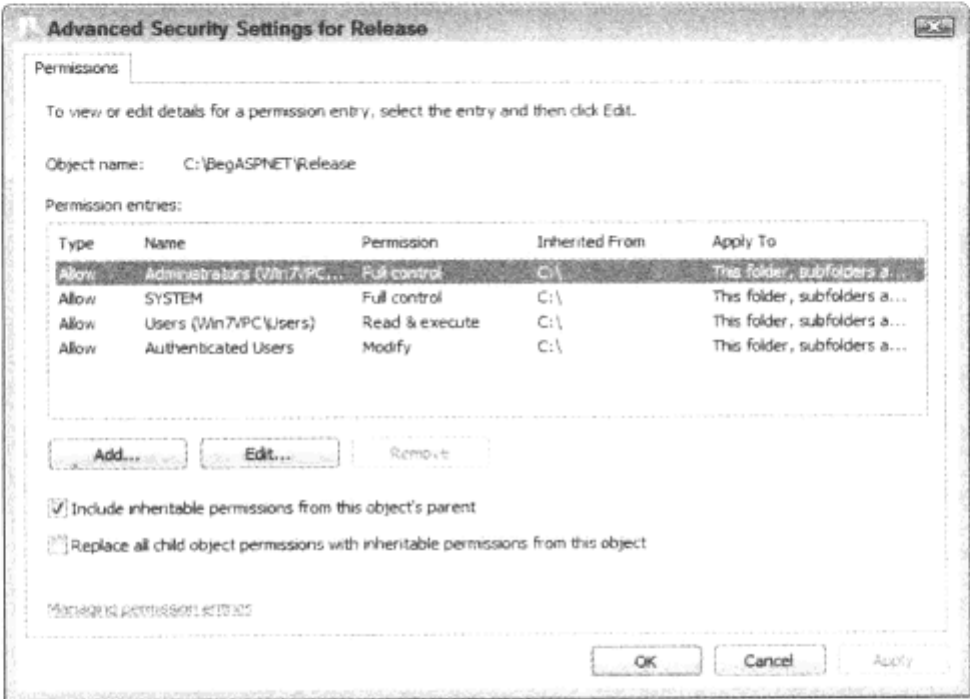 Advanced Security Settings for Release
Permissions
To view or edit details for a permission entry, select the entry and then click Edit.
Object name: C:\BegASPNET\Release
Permission entries:
Type Name Permission Inherited From Apply To
Allow Administrators (Win7VPC... Full control C:\ This folder, subfolders a...
Allow SYSTEM Full control C:\ This folder, subfolders a...
Allow Users (Win7VPC\Users) Read & execute C:\ This folder, subfolders a...
Allow Authenticated Users Modify C:\ This folder, subfolders a...
Add... Edit... Remove
Include inheritable permissions from this object's parent
Replace all child object permissions with inheritable permissions from this object
Managing permission entries
OK Cancel Apply